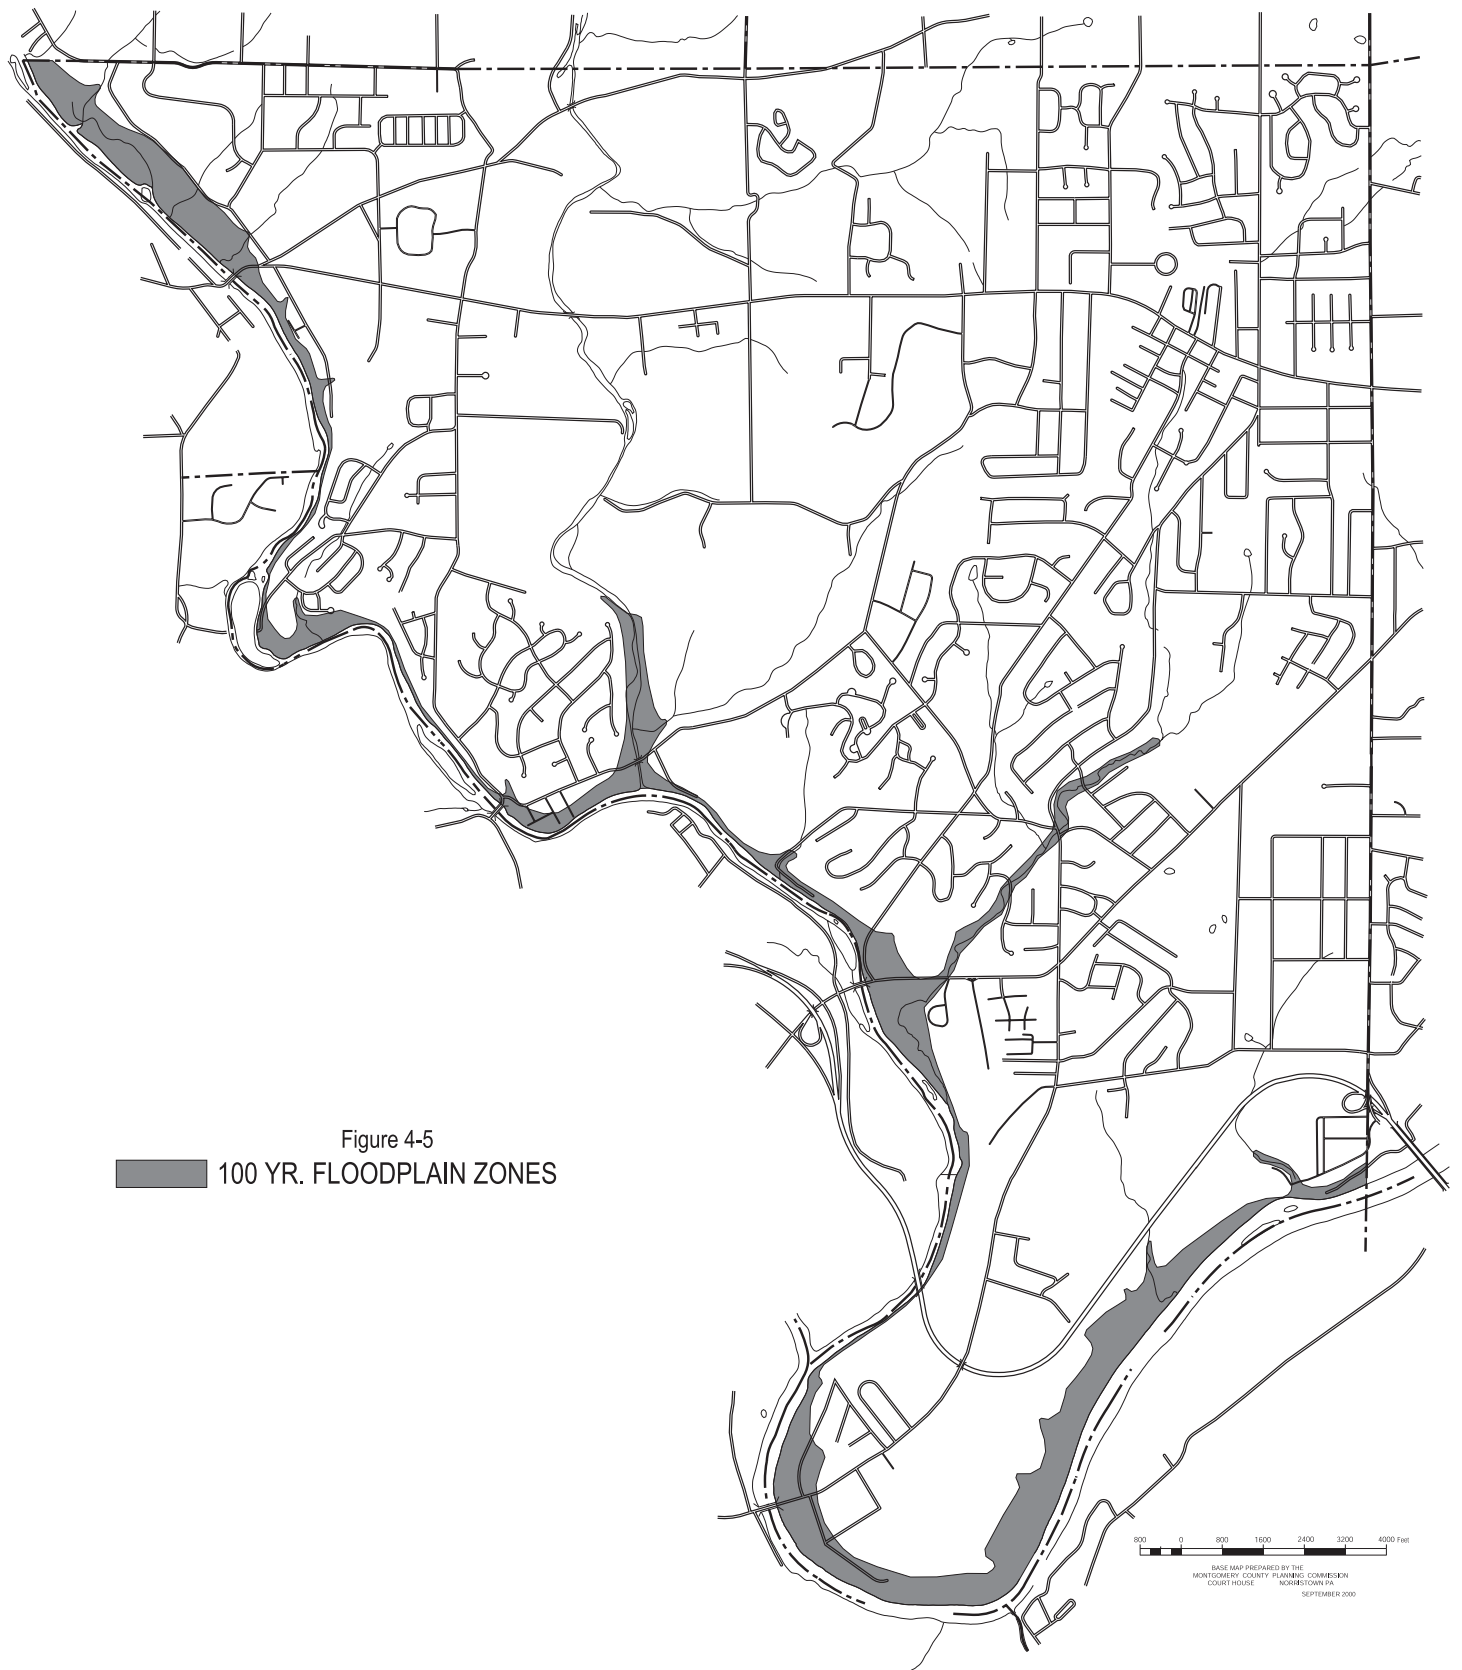 Figure 4-5
100 YR. FLOODPLAIN ZONES
800 0 800 1600 2400 3200 4000 Feet
BASE MAP PREPARED BY THE
MONTGOMERY COUNTY PLANNING COMMISSION
COURT HOUSE NORRISTOWN PA
SEPTEMBER 2000